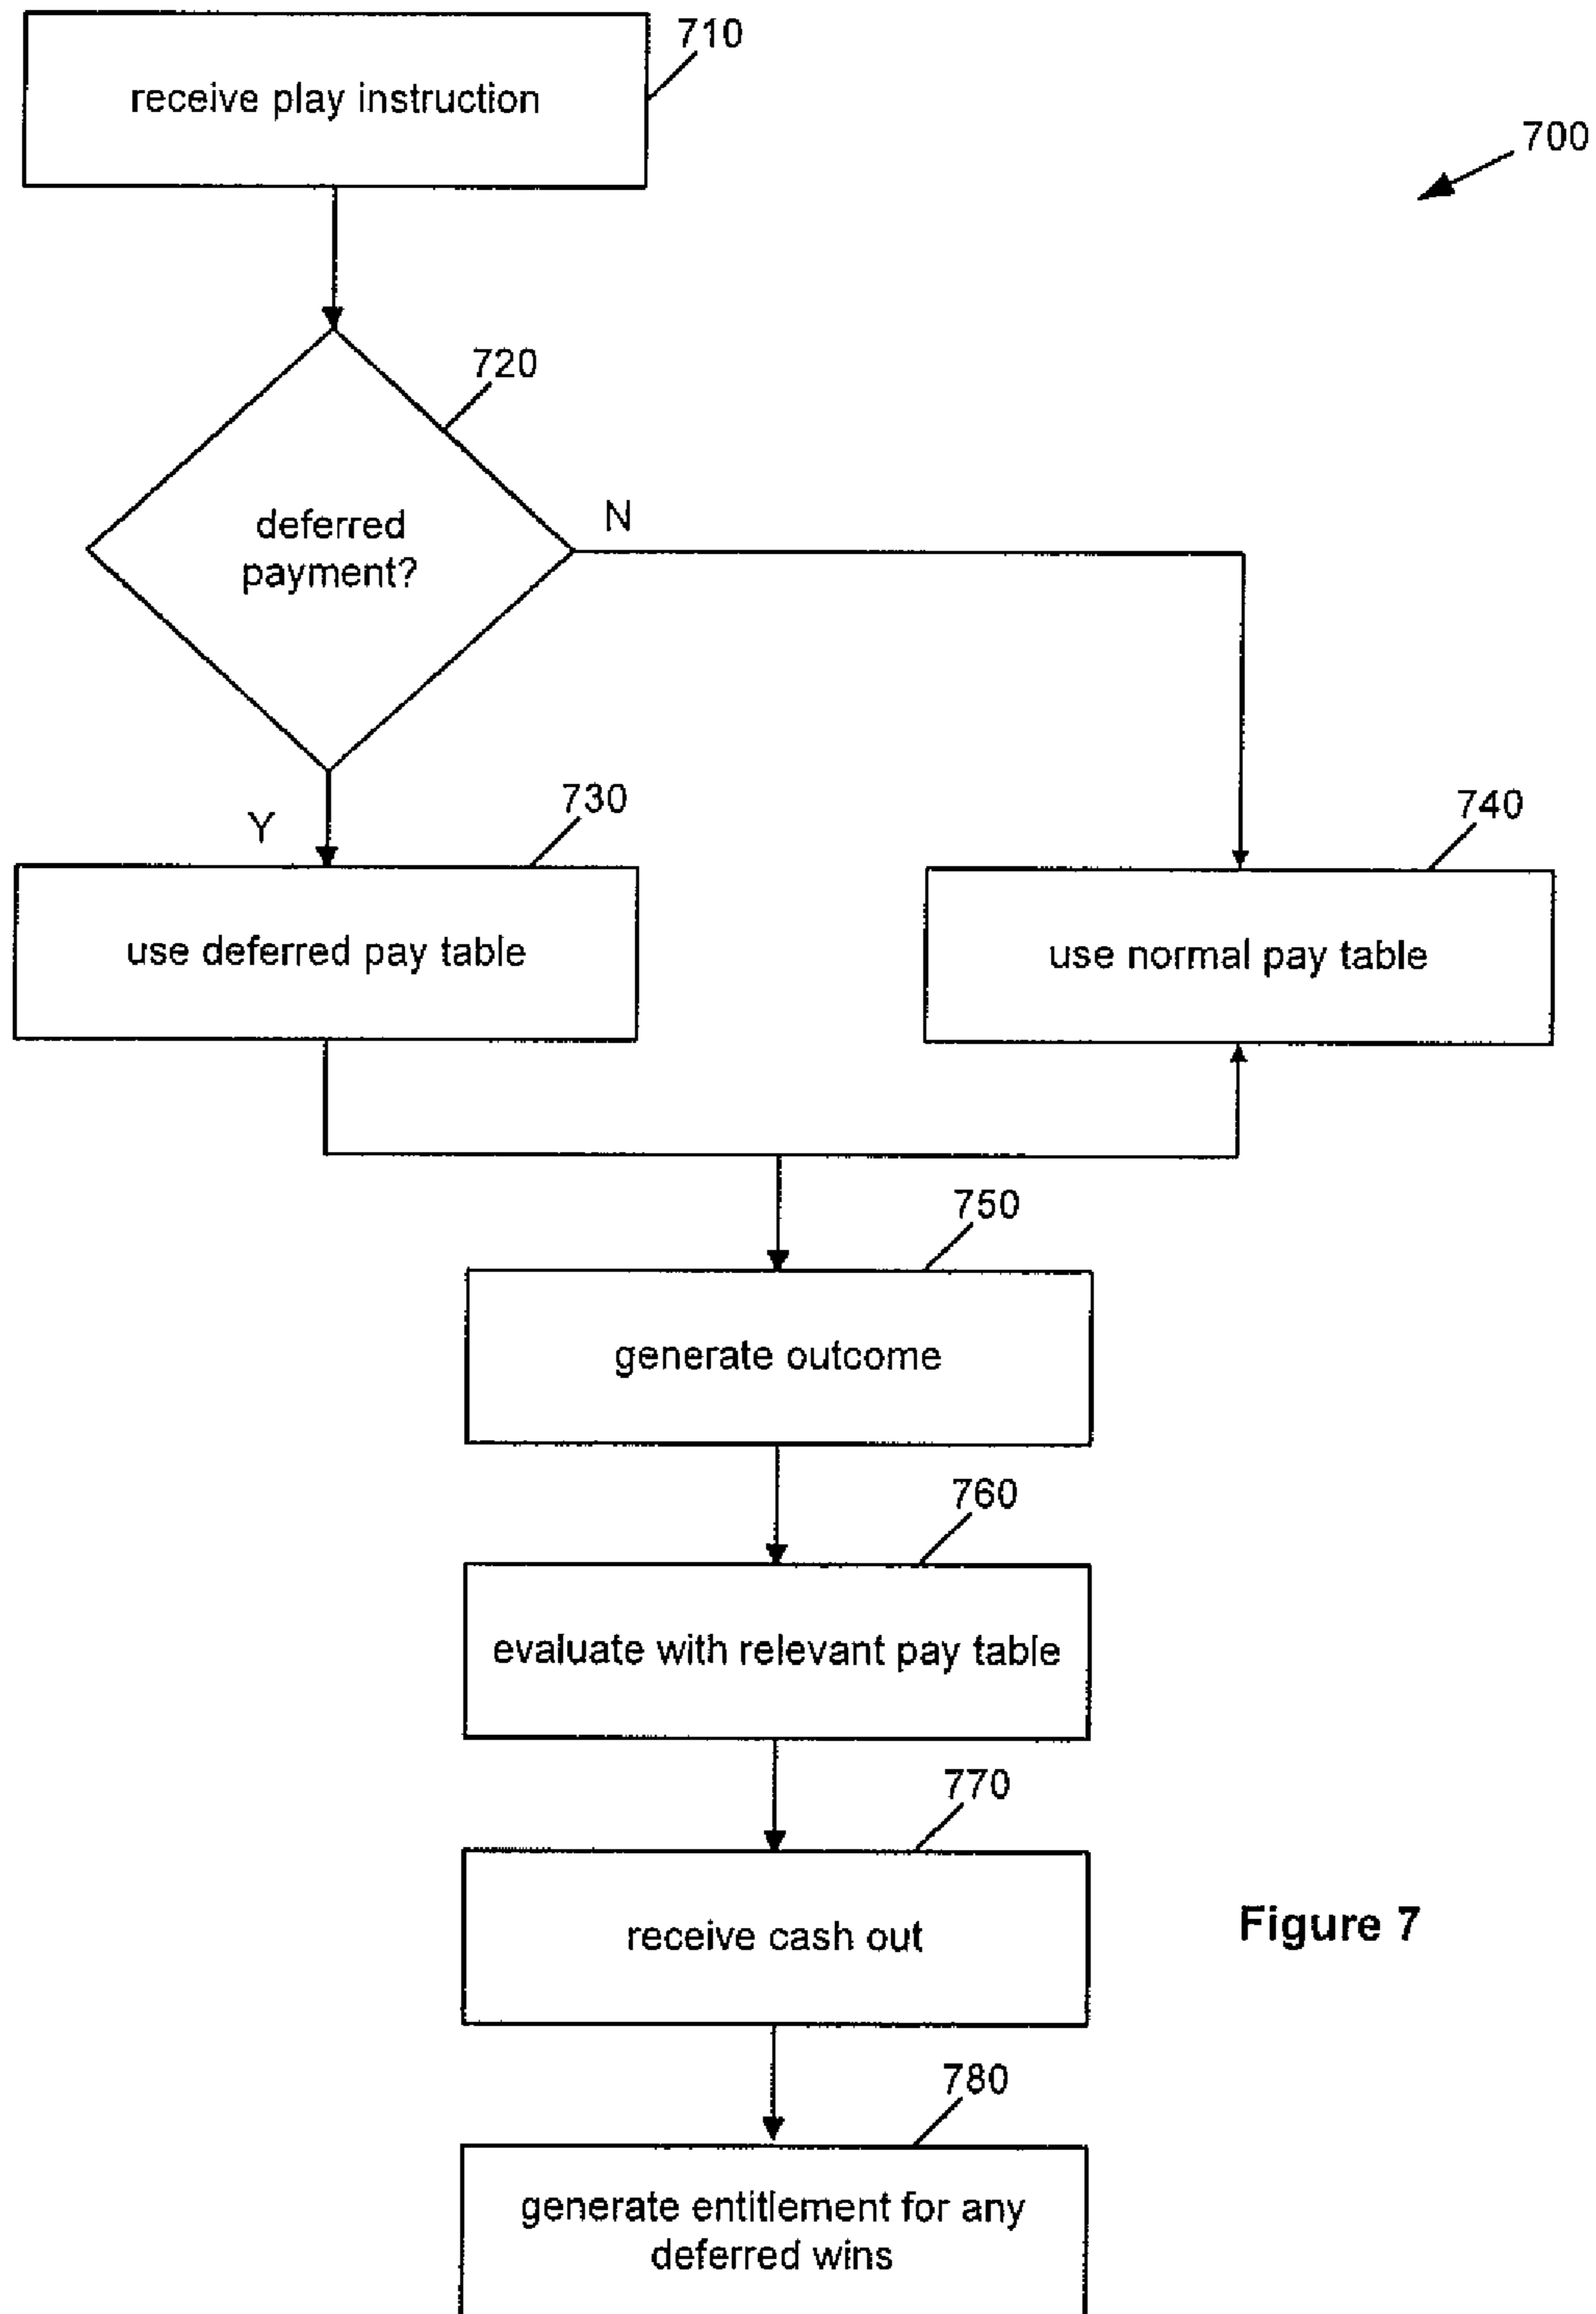 710
receive play instruction
700
720
deferred
payment?
N
Y
730
740
use deferred pay table
use normal pay table
750
generate outcome
760
evaluate with relevant pay table
770
receive cash out
Figure 7
780
generate entitlement for any
deferred wins